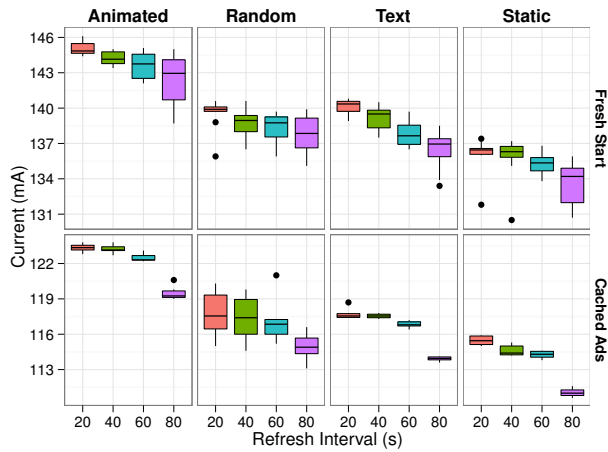 Animated Random Text Static
146
143
140
137
134
131
Fresh Start
122
119
116
113
Cached Ads
Current (mA)
20 40 60 80 20 40 60 80 20 40 60 80 20 40 60 80
Refresh Interval (s)